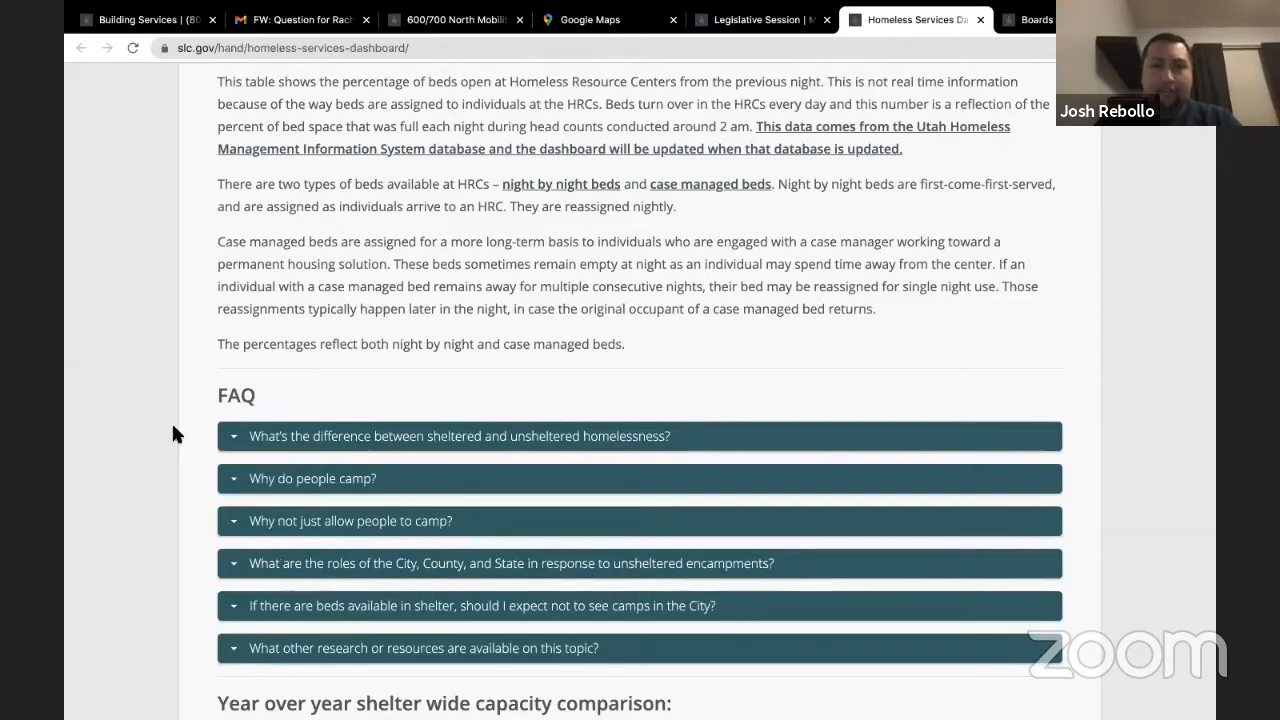 Building Services | (80
FW: Question for Rach
600/700 North Mobilit
Google Maps
Legislative Session | M
Homeless Services Da
Boards
slc.gov/hand/homeless-services-dashboard/
Josh Rebollo
This table shows the percentage of beds open at Homeless Resource Centers from the previous night. This is not real time information
because of the way beds are assigned to individuals at the HRCs. Beds turn over in the HRCs every day and this number is a reflection of the
percent of bed space that was full each night during head counts conducted around 2 am. This data comes from the Utah Homeless
Management Information System database and the dashboard will be updated when that database is updated.
There are two types of beds available at HRCs – night by night beds and case managed beds. Night by night beds are first-come-first-served,
and are assigned as individuals arrive to an HRC. They are reassigned nightly.
Case managed beds are assigned for a more long-term basis to individuals who are engaged with a case manager working toward a
permanent housing solution. These beds sometimes remain empty at night as an individual may spend time away from the center. If an
individual with a case managed bed remains away for multiple consecutive nights, their bed may be reassigned for single night use. Those
reassignments typically happen later in the night, in case the original occupant of a case managed bed returns.
The percentages reflect both night by night and case managed beds.
FAQ
What's the difference between sheltered and unsheltered homelessness?
Why do people camp?
Why not just allow people to camp?
What are the roles of the City, County, and State in response to unsheltered encampments?
If there are beds available in shelter, should I expect not to see camps in the City?
What other research or resources are available on this topic?
Year over year shelter wide capacity comparison:
zoom